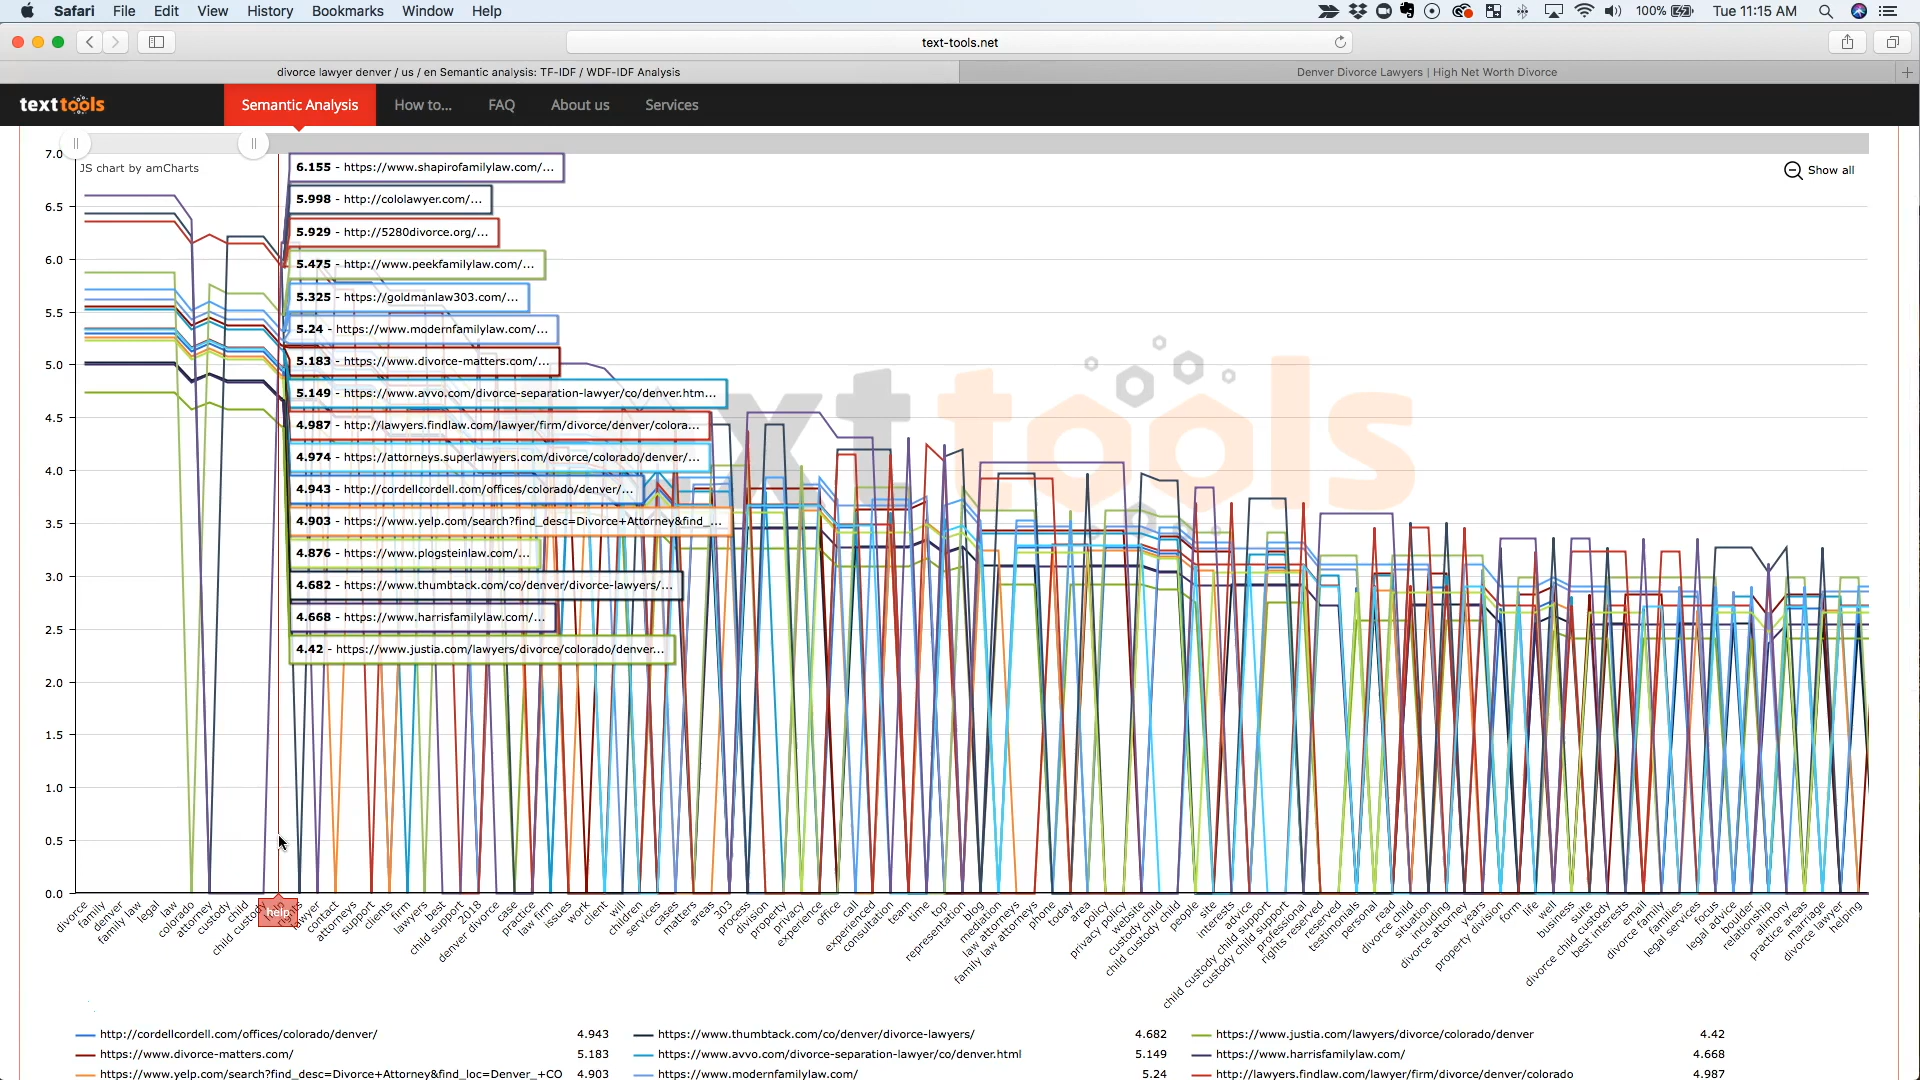 Safari File Edit View History Bookmarks Window Help 100% Tue 11:15 AM
text-tools.net
divorce lawyer denver / us / en Semantic analysis: TF-IDF / WDF-IDF Analysis
Denver Divorce Lawyers | High Net Worth Divorce
texttools Semantic Analysis How to... FAQ About us Services
JS chart by amCharts
Show all
7.0
6.5
6.0
5.5
5.0
4.5
4.0
3.5
3.0
2.5
2.0
1.5
1.0
0.5
0.0
6.155 - https://www.shapirofamilylaw.com/...
5.998 - http://cololawyer.com/...
5.929 - http://5280divorce.org/...
5.475 - http://www.peekfamilylaw.com/...
5.325 - https://goldmanlaw303.com/...
5.24 - https://www.modernfamilylaw.com/...
5.183 - https://www.divorce-matters.com/...
5.149 - https://www.avvo.com/divorce-separation-lawyer/co/denver.htm...
4.987 - http://lawyers.findlaw.com/lawyer/firm/divorce/denver/colora...
4.974 - https://attorneys.superlawyers.com/divorce/colorado/denver/...
4.943 - http://cordellcordell.com/offices/colorado/denver/...
4.903 - https://www.yelp.com/search?find_desc=Divorce+Attorney&find_...
4.876 - https://www.plogsteinlaw.com/...
4.682 - https://www.thumbtack.com/co/denver/divorce-lawyers/...
4.668 - https://www.harrisfamilylaw.com/...
4.42 - https://www.justia.com/lawyers/divorce/colorado/denver...
xt tools
divorce
family
denver
family law
legal
law
colorado
attorney
custody
child
child custody
help
lawyer
contact
attorneys
support
clients
firm
lawyers
best
child support
2018
denver divorce
case
practice
law firm
issues
work
client
will
children
services
cases
matters
areas
303
process
division
property
privacy
experience
office
call
experienced
consultation
team
time
top
representation
blog
mediation
law attorneys
family law attorneys
phone
today
area
policy
privacy policy
website
custody child
child custody child
people
site
interests
advice
child support
child custody child support
custody child support
professional
rights reserved
reserved
testimonials
personal
read
divorce child
situation
including
divorce attorney
years
property division
form
life
well
business
suite
divorce child custody
best interests
email
divorce family
families
legal services
focus
legal advice
boulder
relationship
alimony
practice areas
marriage
divorce lawyer
helping
http://cordellcordell.com/offices/colorado/denver/ 4.943 https://www.thumbtack.com/co/denver/divorce-lawyers/ 4.682 https://www.justia.com/lawyers/divorce/colorado/denver 4.42
https://www.divorce-matters.com/ 5.183 https://www.avvo.com/divorce-separation-lawyer/co/denver.html 5.149 https://www.harrisfamilylaw.com/ 4.668
https://www.yelp.com/search?find_desc=Divorce+Attorney&find_loc=Denver_+CO 4.903 https://www.modernfamilylaw.com/ 5.24 http://lawyers.findlaw.com/lawyer/firm/divorce/denver/colorado 4.987